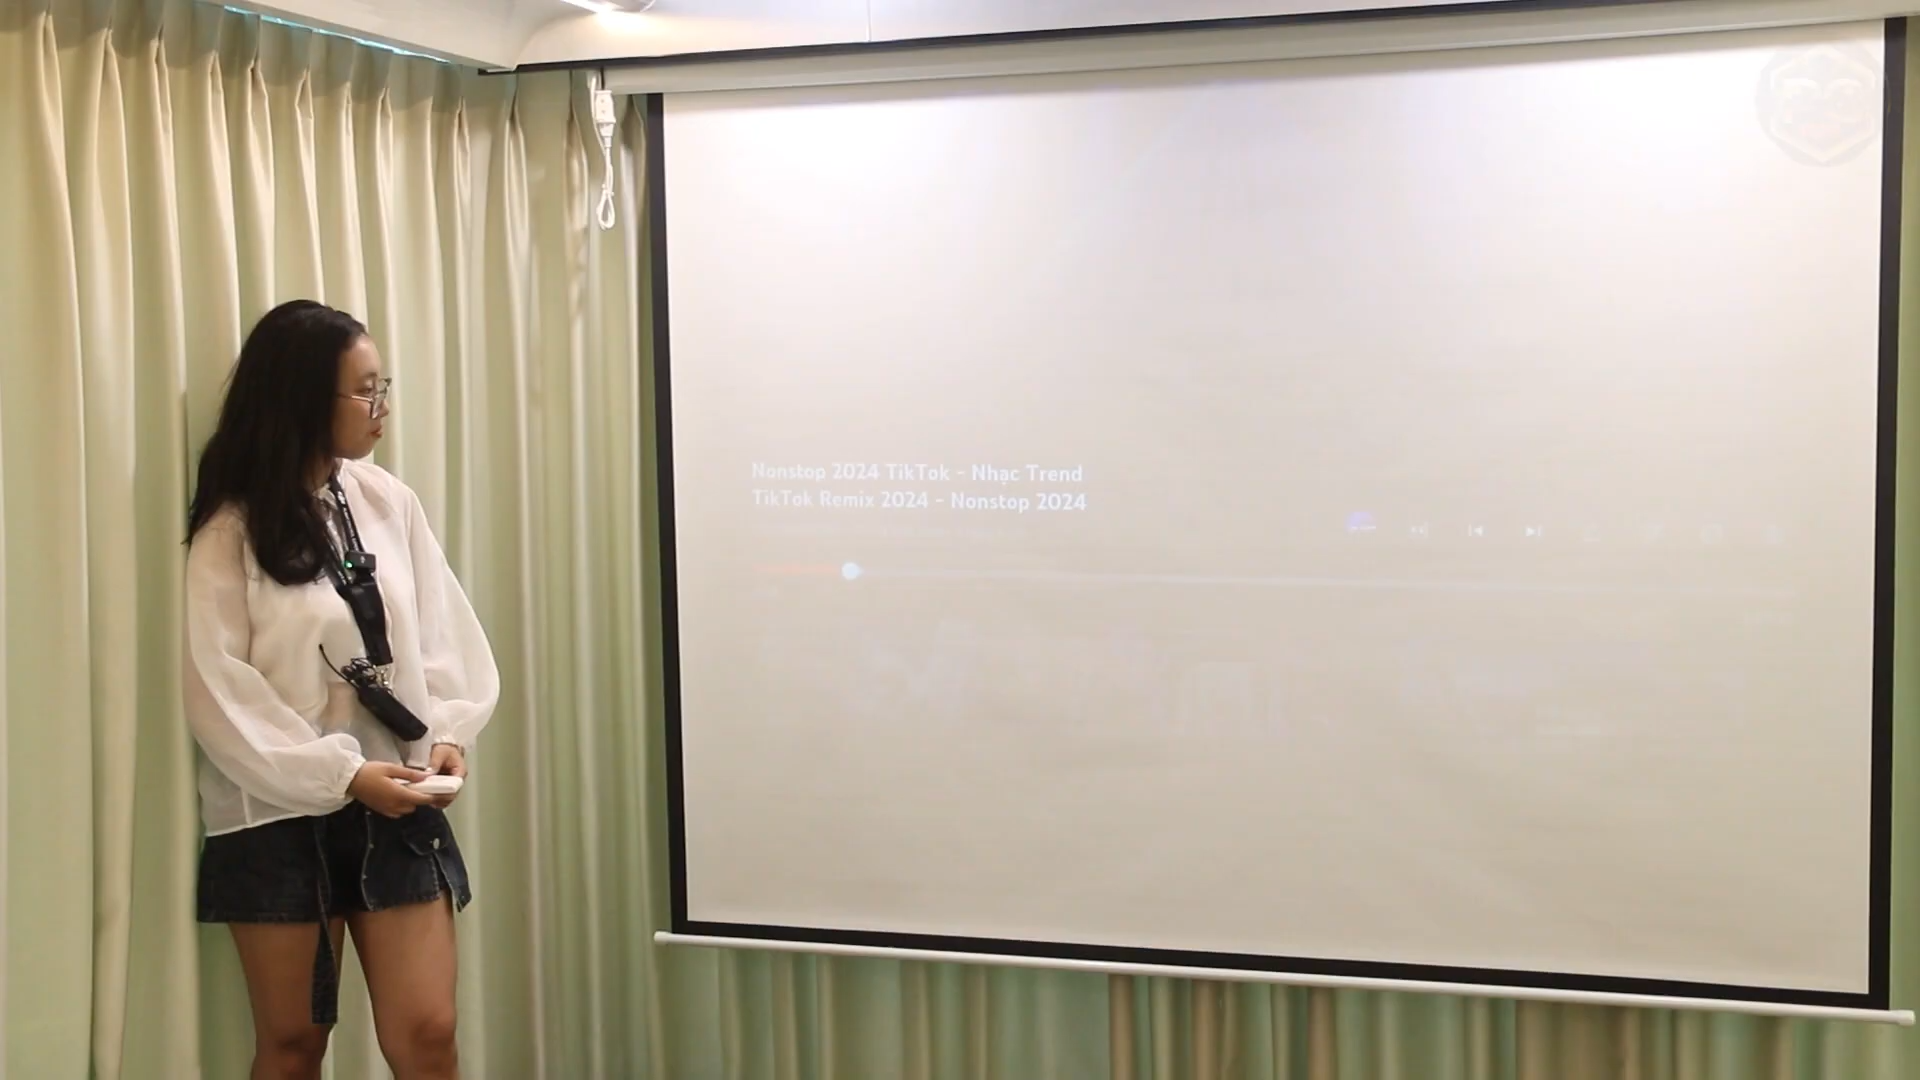 Nonstop 2024 TikTok - Nhạc Trend
TikTok Remix 2024 - Nonstop 2024